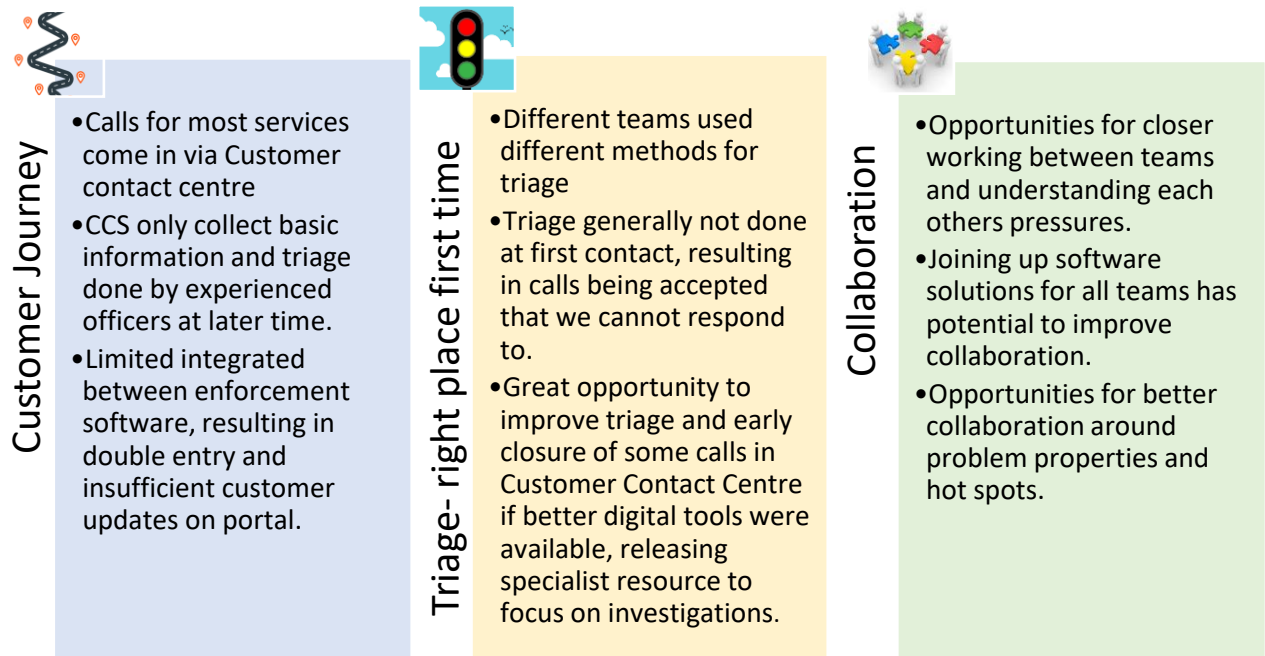 Customer Journey
•Calls for most services
come in via Customer
contact centre
•CCS only collect basic
information and triage
done by experienced
officers at later time.
•Limited integrated
between enforcement
software, resulting in
double entry and
insufficient customer
updates on portal.
Triage- right place first time
•Different teams used
different methods for
triage
•Triage generally not done
at first contact, resulting
in calls being accepted
that we cannot respond
to.
•Great opportunity to
improve triage and early
closure of some calls in
Customer Contact Centre
if better digital tools were
available, releasing
specialist resource to
focus on investigations.
Collaboration
•Opportunities for closer
working between teams
and understanding each
others pressures.
•Joining up software
solutions for all teams has
potential to improve
collaboration.
•Opportunities for better
collaboration around
problem properties and
hot spots.